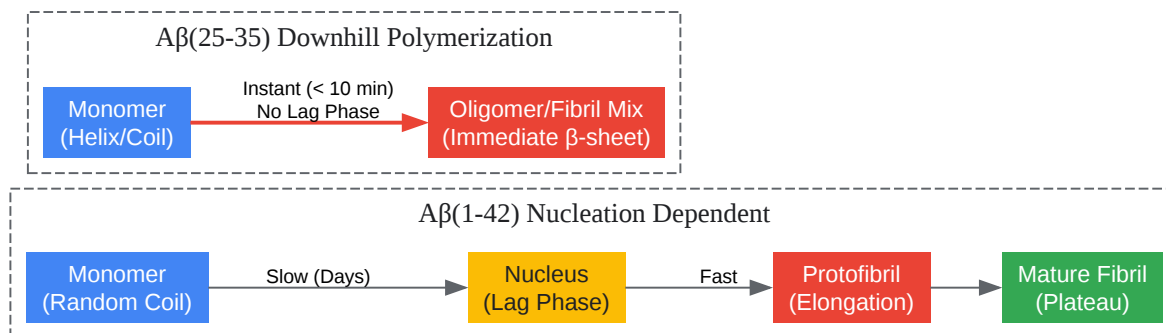 Aβ(25-35) Downhill Polymerization
Monomer
(Helix/Coil)
Instant (< 10 min)
No Lag Phase
Oligomer/Fibril Mix
(Immediate β-sheet)
Aβ(1-42) Nucleation Dependent
Monomer
(Random Coil)
Slow (Days)
Nucleus
(Lag Phase)
Fast
Protofibril
(Elongation)
Mature Fibril
(Plateau)